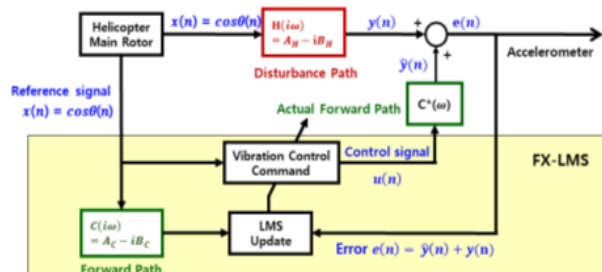 Helicopter
Main Rotor
x(n) = cosθ(n)
H(iω)
= A_H − iB_H
Disturbance Path
y(n)
+
+
e(n)
Accelerometer
ŷ(n)
Reference signal
x(n) = cosθ(n)
Actual Forward Path
C*(ω)
Vibration Control
Command
Control signal
u(n)
FX-LMS
C(iω)
= A_C − iB_C
Forward Path
LMS
Update
Error e(n) = ŷ(n) + y(n)